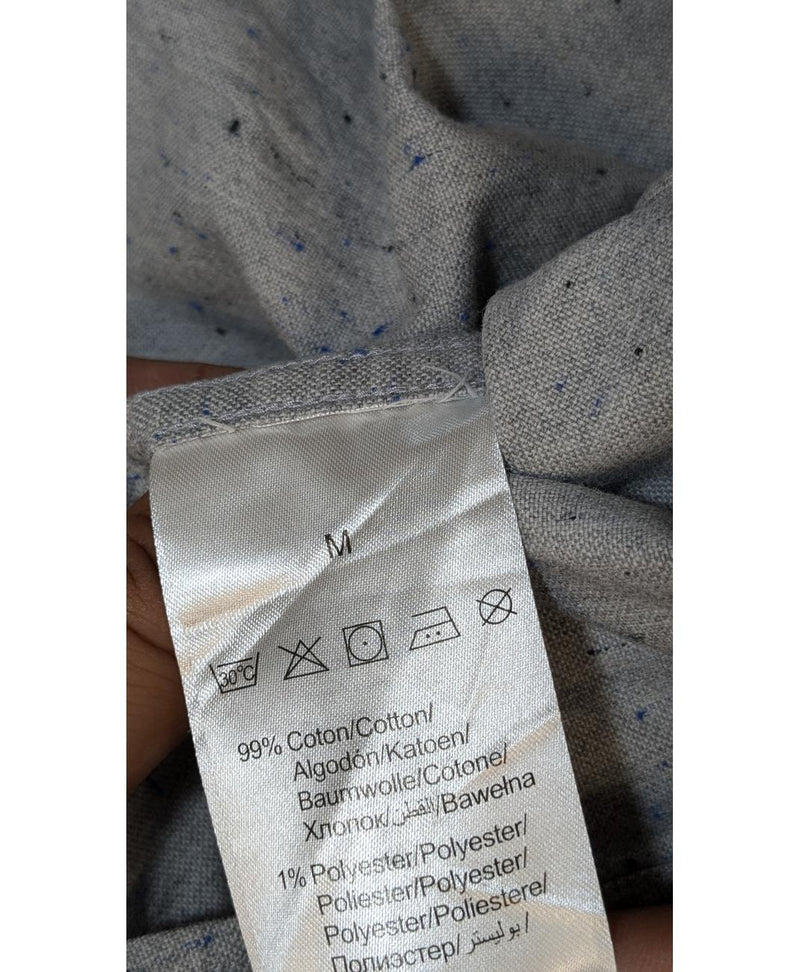 M
30°C
99% Coton/Cotton/
Algodón/Katoen/
Baumwolle/Cotone/
Хлопок/القطن/Bawełna
1% Polyester/Polyester/
Poliester/Polyester/
Polyester/Poliestere/
Полиэстер/بوليستر/